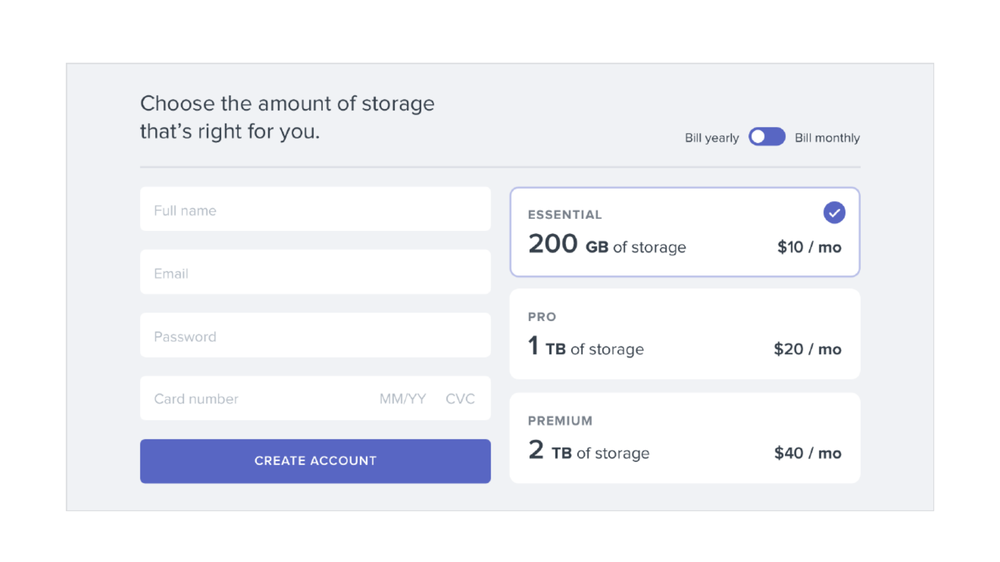 Choose the amount of storage
that’s right for you.
Bill yearly
Bill monthly
Full name
Email
Password
Card number MM/YY CVC
CREATE ACCOUNT
ESSENTIAL
200 GB of storage $10 / mo
PRO
1 TB of storage $20 / mo
PREMIUM
2 TB of storage $40 / mo